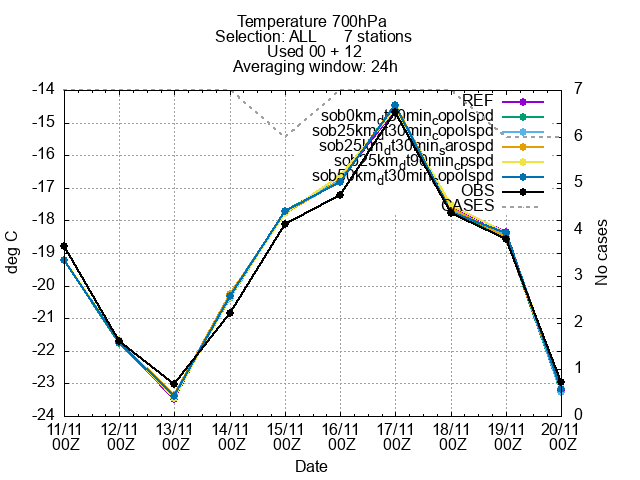 Temperature 700hPa
Selection: ALL 7 stations
Used 00 + 12
Averaging window: 24h
-14
-15
-16
-17
-18
-19
-20
-21
-22
-23
-24
deg C
7
6
5
4
3
2
1
0
No cases
REF
sob0km_dt30min_copolspd
sob25km_dt30min_copolspd
sob25km_dt30min_sarospd
sob25km_dt90min_cpspd
sob50km_dt30min_copolspd
OBS
CASES
11/11 12/11 13/11 14/11 15/11 16/11 17/11 18/11 19/11 20/11
00Z 00Z 00Z 00Z 00Z 00Z 00Z 00Z 00Z 00Z
Date